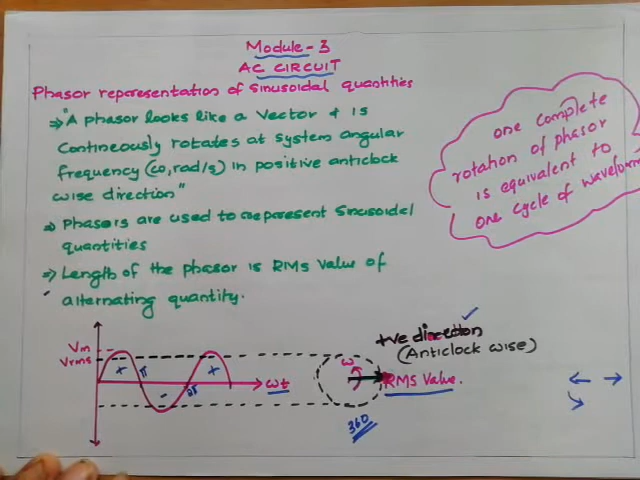 Module - 3
AC CIRCUIT
Phasor representation of Sinusoidal quantities
⇒ "A phasor looks like a Vector & is
Contineously rotates at system angular
frequency (ω, rad/s) in positive anticlock
wise direction"
⇒ Phasors are used to represent Sinusoidel
quantities
⇒ Length of the phasor is RMS Value of
alternating quantity.
one complete
rotation of phasor
is equivalent to
one cycle of waveform
+ve direction
(Anticlock wise)
Vm
Vrms
+
π
-
2π
+
ωt
ω
RMS Value.
360